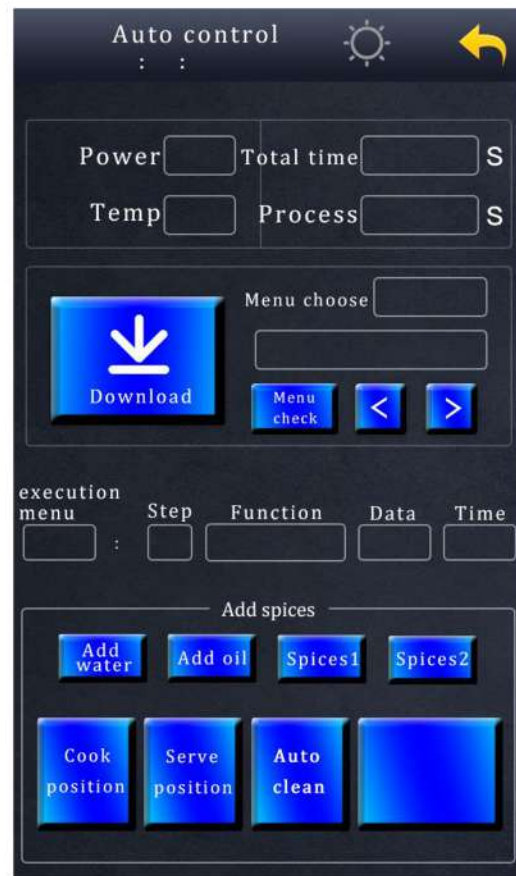 Auto control
: :
Power Total time S
Temp Process S
Menu choose
Download
Menu
check
< >
execution
menu Step Function Data Time
:
Add spices
Add
water Add oil Spices1 Spices2
Cook Serve Auto
position position clean